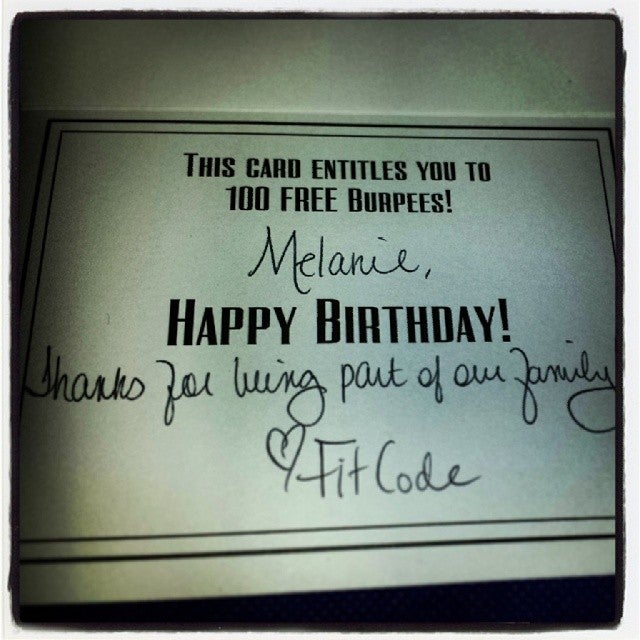 THIS CARD ENTITLES YOU TO
100 FREE BURPEES!
Melanie,
HAPPY BIRTHDAY!
Thanks for being part of our family
♡ FitCode